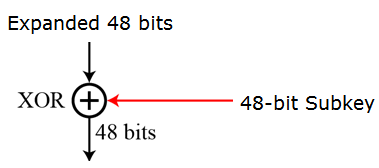 Expanded 48 bits
XOR
48-bit Subkey
48 bits